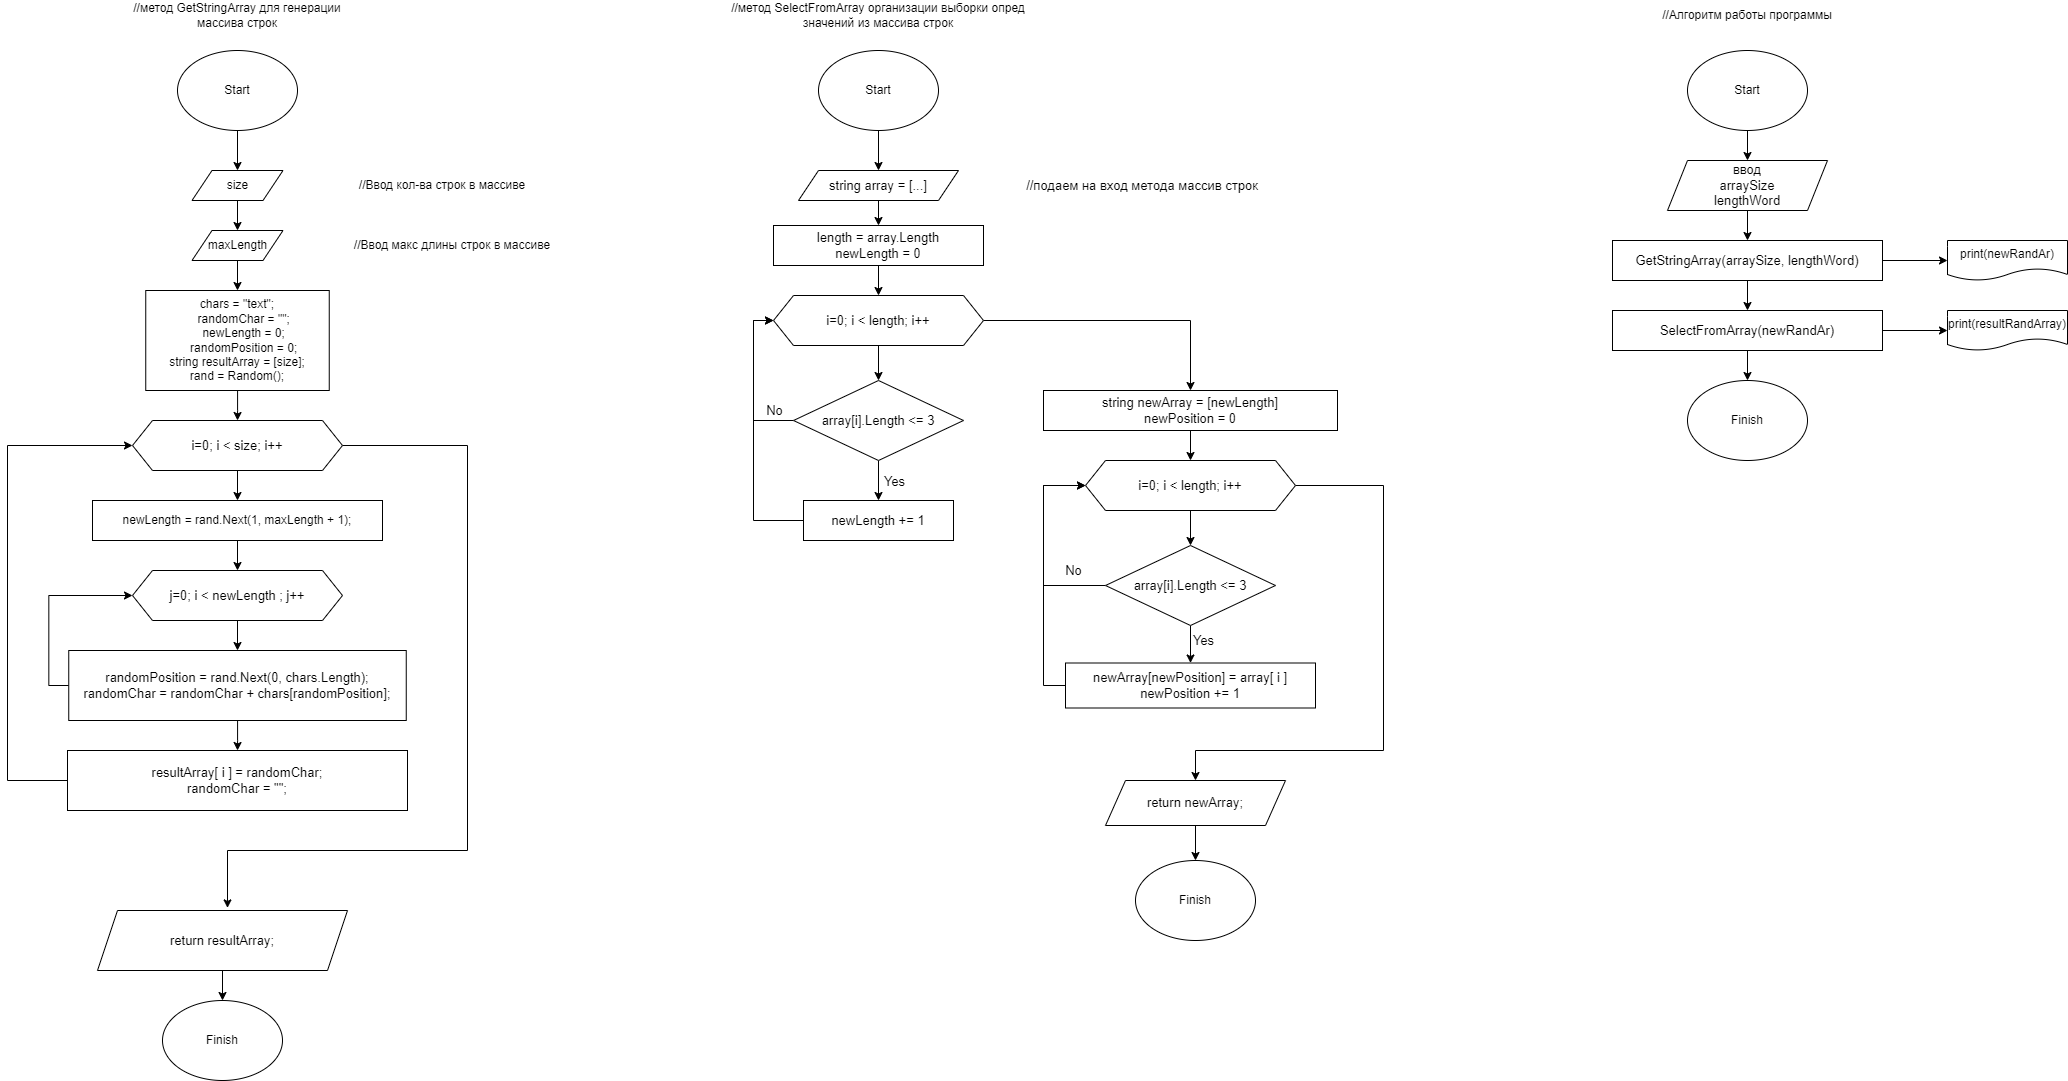 //метод GetStringArray для генерации
массива строк
Start
size
//Ввод кол-ва строк в массиве
maxLength
//Ввод макс длины строк в массиве
chars = "text";
randomChar = "";
newLength = 0;
randomPosition = 0;
string resultArray = [size];
rand = Random();
i=0; i < size; i++
newLength = rand.Next(1, maxLength + 1);
j=0; i < newLength ; j++
randomPosition = rand.Next(0, chars.Length);
randomChar = randomChar + chars[randomPosition];
resultArray[ i ] = randomChar;
randomChar = "";
return resultArray;
Finish
//метод SelectFromArray организации выборки опред
значений из массива строк
Start
string array = [...]
//подаем на вход метода массив строк
length = array.Length
newLength = 0
i=0; i < length; i++
No
array[i].Length <= 3
Yes
newLength += 1
string newArray = [newLength]
newPosition = 0
i=0; i < length; i++
No
array[i].Length <= 3
Yes
newArray[newPosition] = array[ i ]
newPosition += 1
return newArray;
Finish
//Алгоритм работы программы
Start
ввод
arraySize
lengthWord
GetStringArray(arraySize, lengthWord)
print(newRandAr)
SelectFromArray(newRandAr)
print(resultRandArray)
Finish